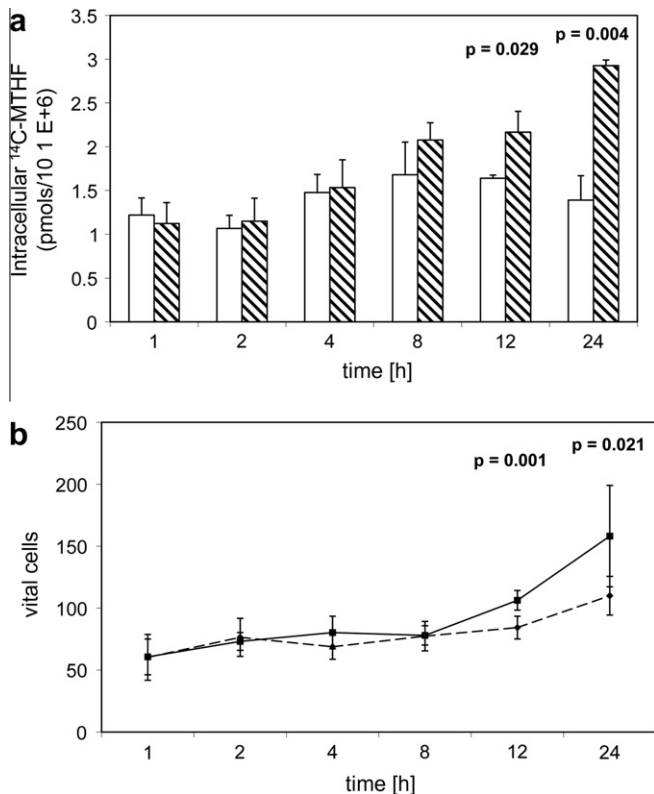 a
Intracellular ¹⁴C-MTHF
(pmols/10 1 E+6)
3.5
3
2.5
2
1.5
1
0.5
0
p = 0.029
p = 0.004
1 2 4 8 12 24
time [h]
b
vital cells
250
200
150
100
50
0
p = 0.001
p = 0.021
1 2 4 8 12 24
time [h]